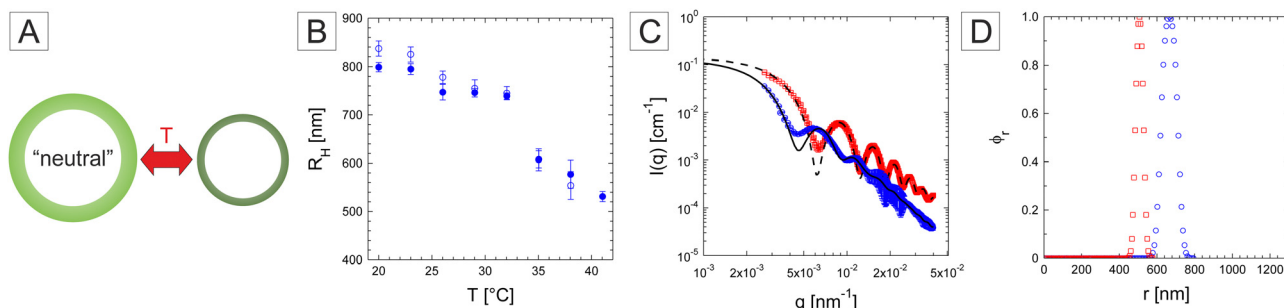 A
"neutral"
T
B
R_H [nm]
900
800
700
600
500
400
20
25
30
35
40
T [°C]
C
I(q) [cm⁻¹]
10⁰
10⁻¹
10⁻²
10⁻³
10⁻⁴
10⁻⁵
10⁻³
2x10⁻³
5x10⁻³
10⁻²
2x10⁻²
5x10⁻²
q [nm⁻¹]
D
ϕ_r
1.0
0.8
0.6
0.4
0.2
0.0
0
200
400
600
800
1000
r [nm]